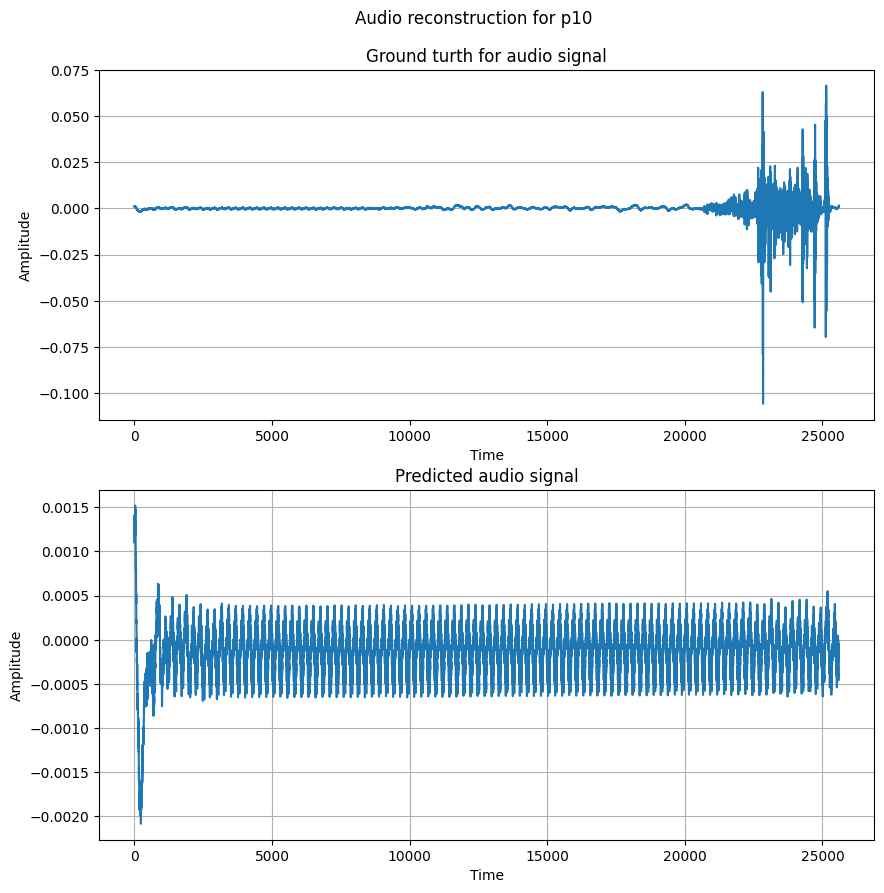 Audio reconstruction for p10
Ground turth for audio signal
0.075
0.050
0.025
0.000
−0.025
−0.050
−0.075
−0.100
Amplitude
0 5000 10000 15000 20000 25000
Time
Predicted audio signal
0.0015
0.0010
0.0005
0.0000
−0.0005
−0.0010
−0.0015
−0.0020
Amplitude
0 5000 10000 15000 20000 25000
Time